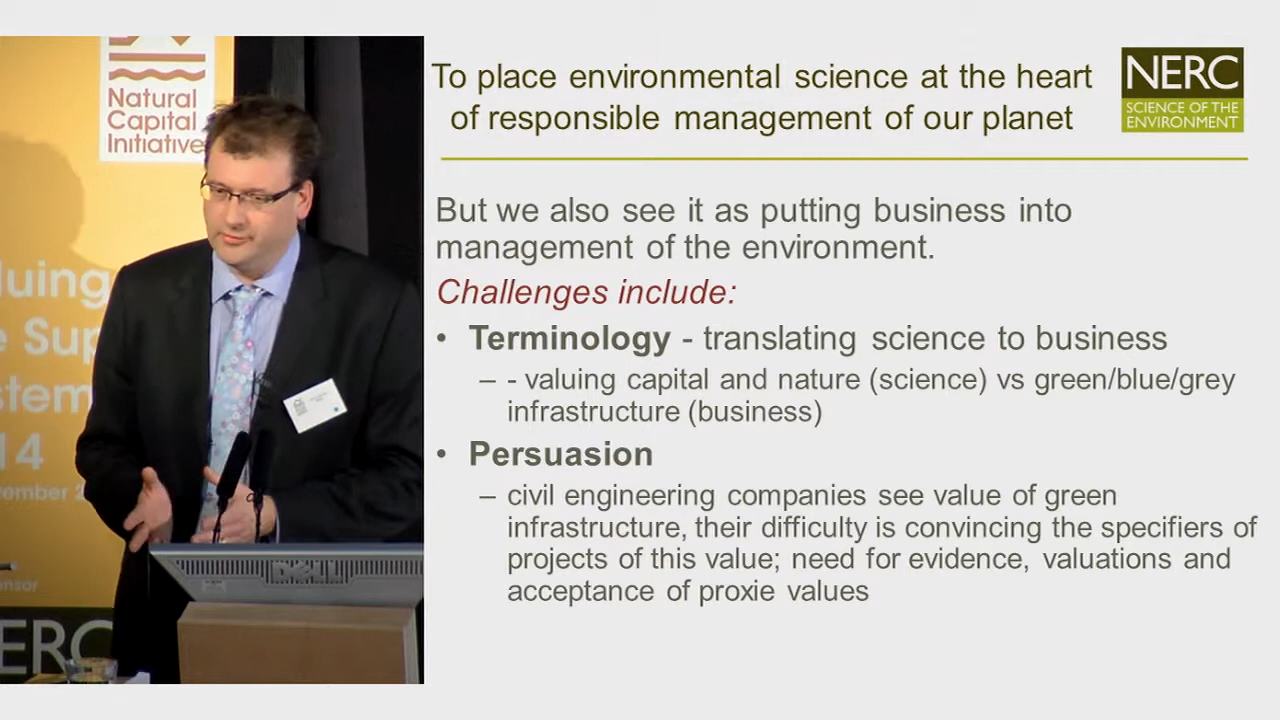 Natural
Capital
Initiative
To place environmental science at the heart
of responsible management of our planet
NERC
SCIENCE OF THE
ENVIRONMENT
But we also see it as putting business into
management of the environment.
Challenges include:
• Terminology - translating science to business
– - valuing capital and nature (science) vs green/blue/grey
infrastructure (business)
• Persuasion
– civil engineering companies see value of green
infrastructure, their difficulty is convincing the specifiers of
projects of this value; need for evidence, valuations and
acceptance of proxie values
luing
e Sup
stem
14
vember 2
nsor
NERC